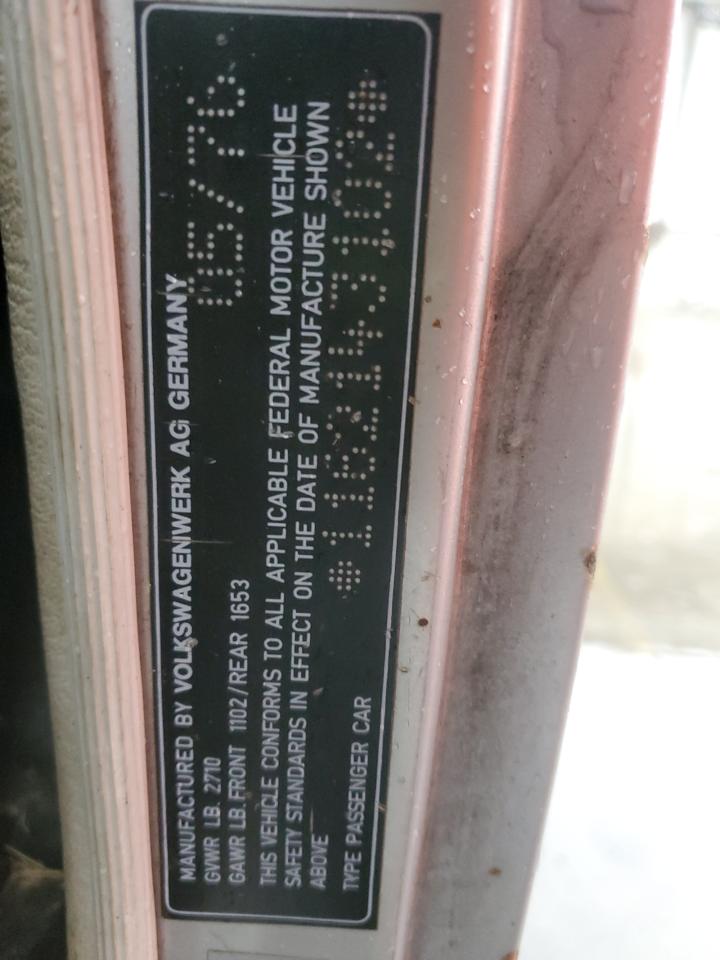 MANUFACTURED BY VOLKSWAGENWERK AG GERMANY
GVWR LB. 2710 05/76
GAWR LB. FRONT 1102/REAR 1653
THIS VEHICLE CONFORMS TO ALL APPLICABLE FEDERAL MOTOR VEHICLE
SAFETY STANDARDS IN EFFECT ON THE DATE OF MANUFACTURE SHOWN
ABOVE
TYPE PASSENGER CAR *1162143102*